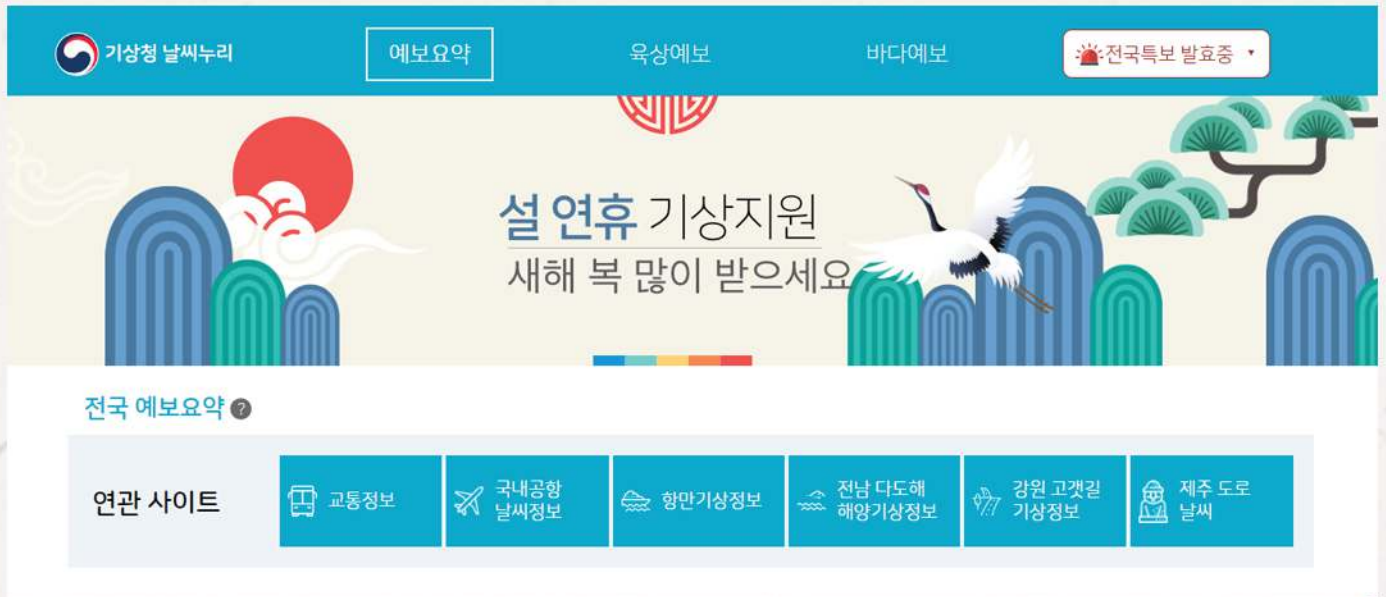 기상청 날씨누리
예보요약
육상예보
바다예보
전국특보 발효중
설 연휴 기상지원
새해 복 많이 받으세요
전국 예보요약 ?
연관 사이트
교통정보
국내공항
날씨정보
항만기상정보
전남 다도해
해양기상정보
강원 고갯길
기상정보
제주 도로
날씨